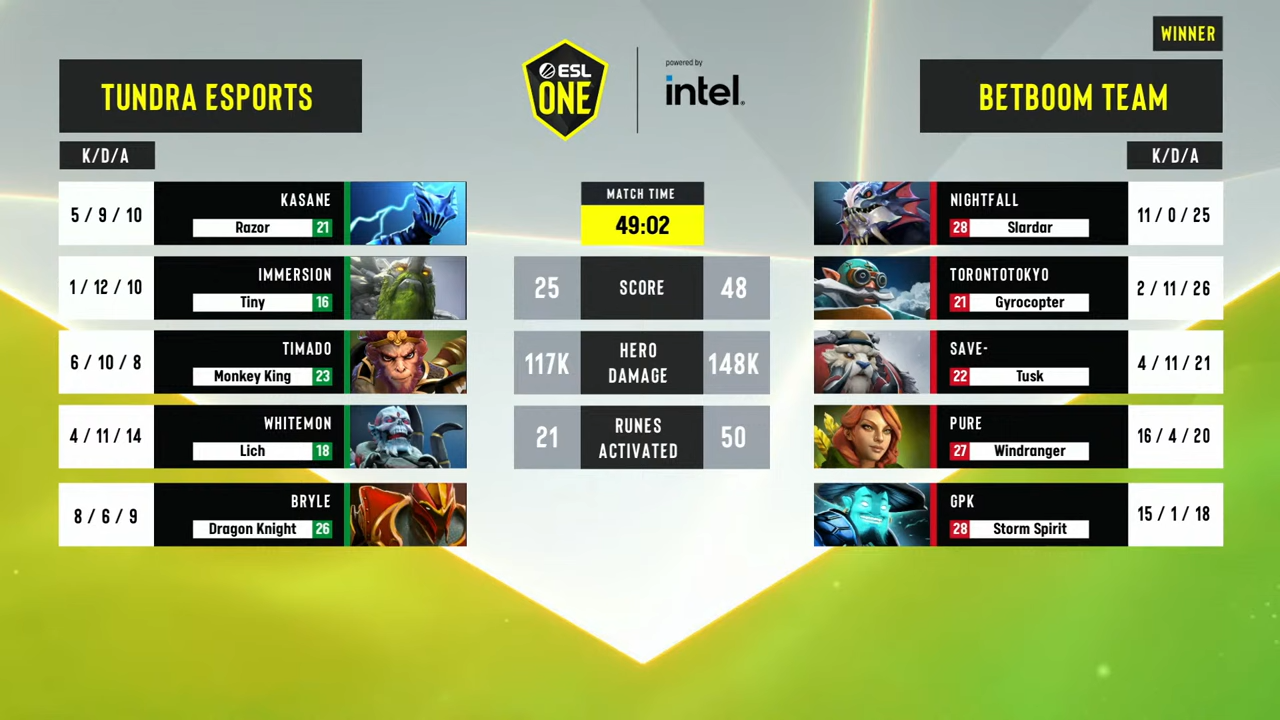 WINNER
TUNDRA ESPORTS
ESL
ONE
powered by
intel.
BETBOOM TEAM
K/D/A
K/D/A
5 / 9 / 10
KASANE
Razor 21
1 / 12 / 10
IMMERSION
Tiny 16
6 / 10 / 8
TIMADO
Monkey King 23
4 / 11 / 14
WHITEMON
Lich 18
8 / 6 / 9
BRYLE
Dragon Knight 26
MATCH TIME
49:02
25 SCORE 48
117K HERO DAMAGE 148K
21 RUNES ACTIVATED 50
NIGHTFALL
28 Slardar
11 / 0 / 25
TORONTOTOKYO
21 Gyrocopter
2 / 11 / 26
SAVE-
22 Tusk
4 / 11 / 21
PURE
27 Windranger
16 / 4 / 20
GPK
28 Storm Spirit
15 / 1 / 18